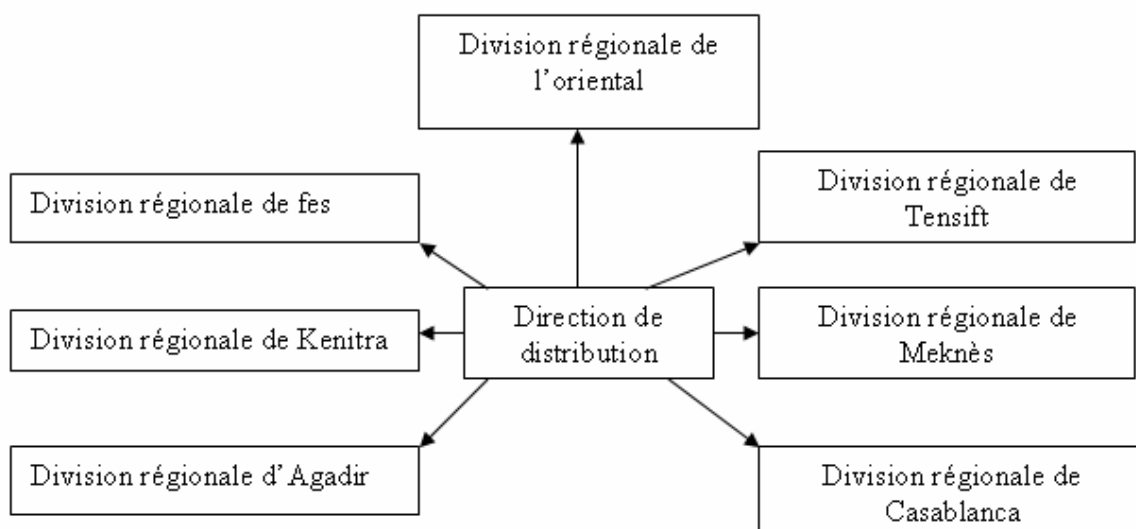 Division régionale de
l'oriental
Division régionale de fes
Division régionale de
Tensift
Division régionale de Kenitra
Direction de
distribution
Division régionale de
Meknès
Division régionale d'Agadir
Division régionale de
Casablanca